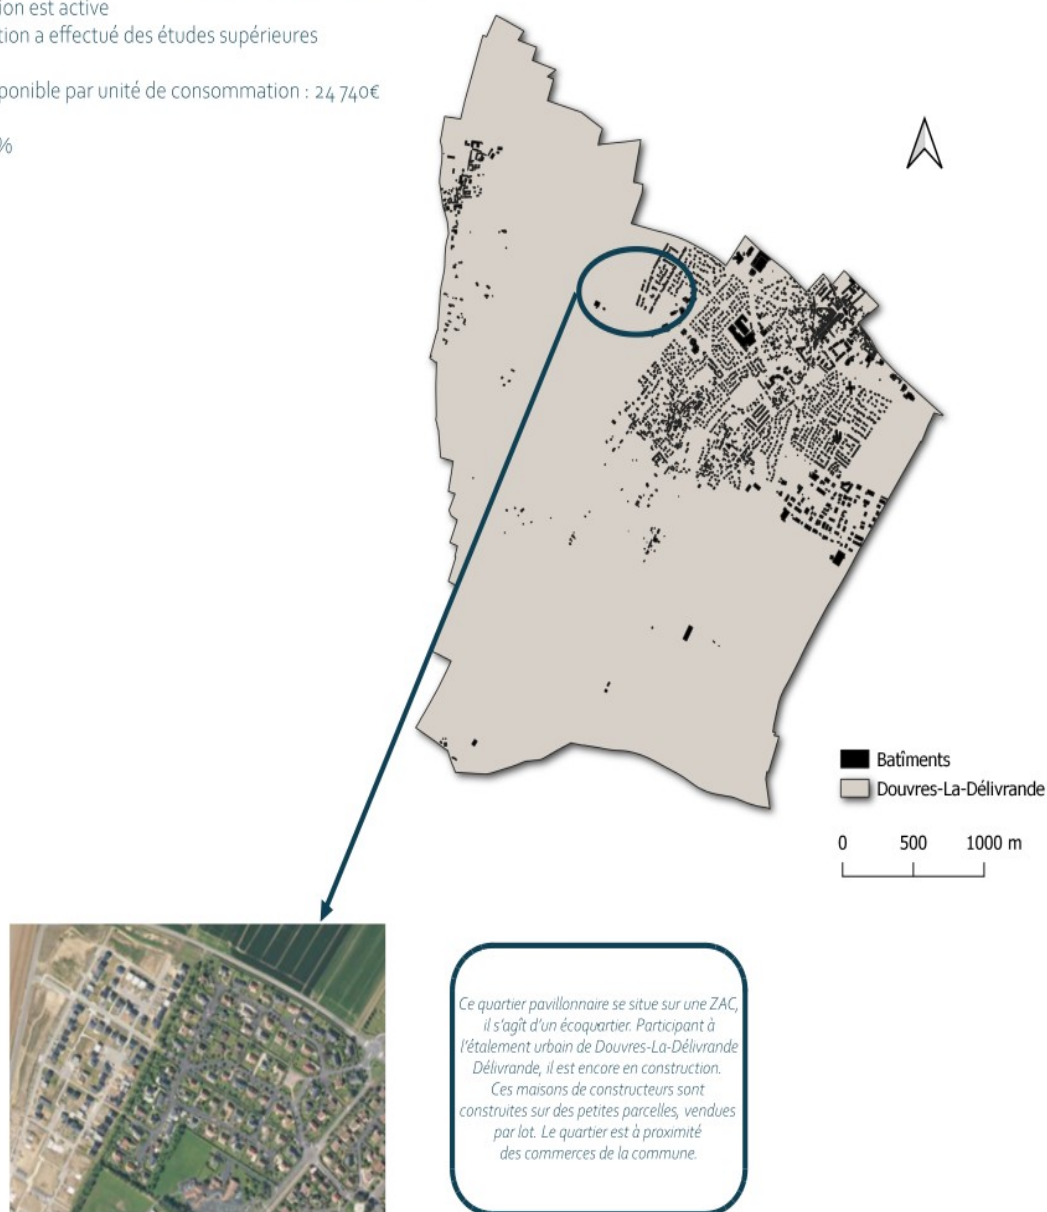 ion est active
tion a effectué des études supérieures
ponible par unité de consommation : 24 740€
%
Batîments
Douvres-La-Délivrande
0 500 1000 m
Ce quartier pavillonnaire se situe sur une ZAC,
il s'agît d'un écoquartier. Participant à
l'étalement urbain de Douvres-La-Délivrande
Délivrande, il est encore en construction.
Ces maisons de constructeurs sont
construites sur des petites parcelles, vendues
par lot. Le quartier est à proximité
des commerces de la commune.